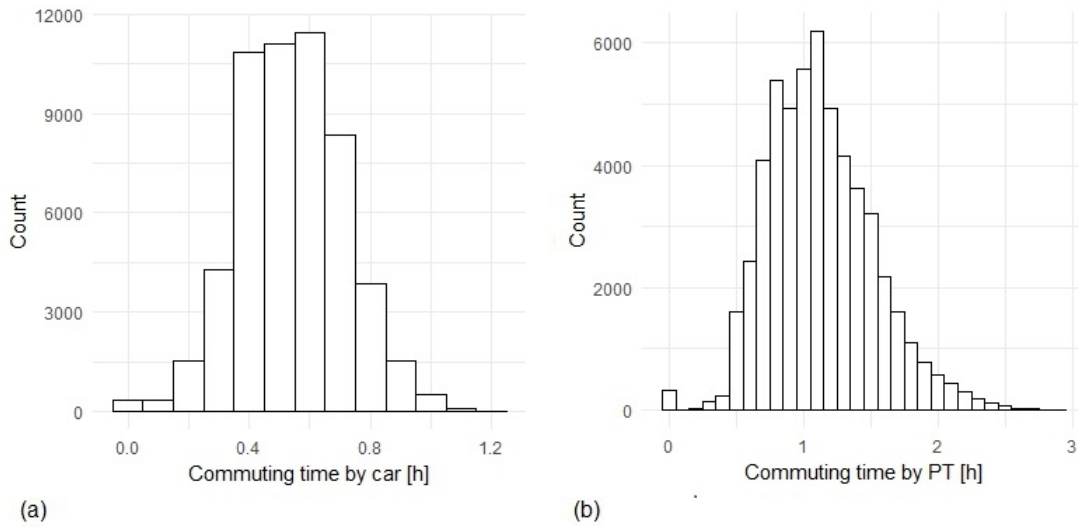 12000
9000
6000
3000
0
Count
0.0 0.4 0.8 1.2
Commuting time by car [h]
(a)
6000
4000
2000
0
Count
0 1 2 3
Commuting time by PT [h]
(b)